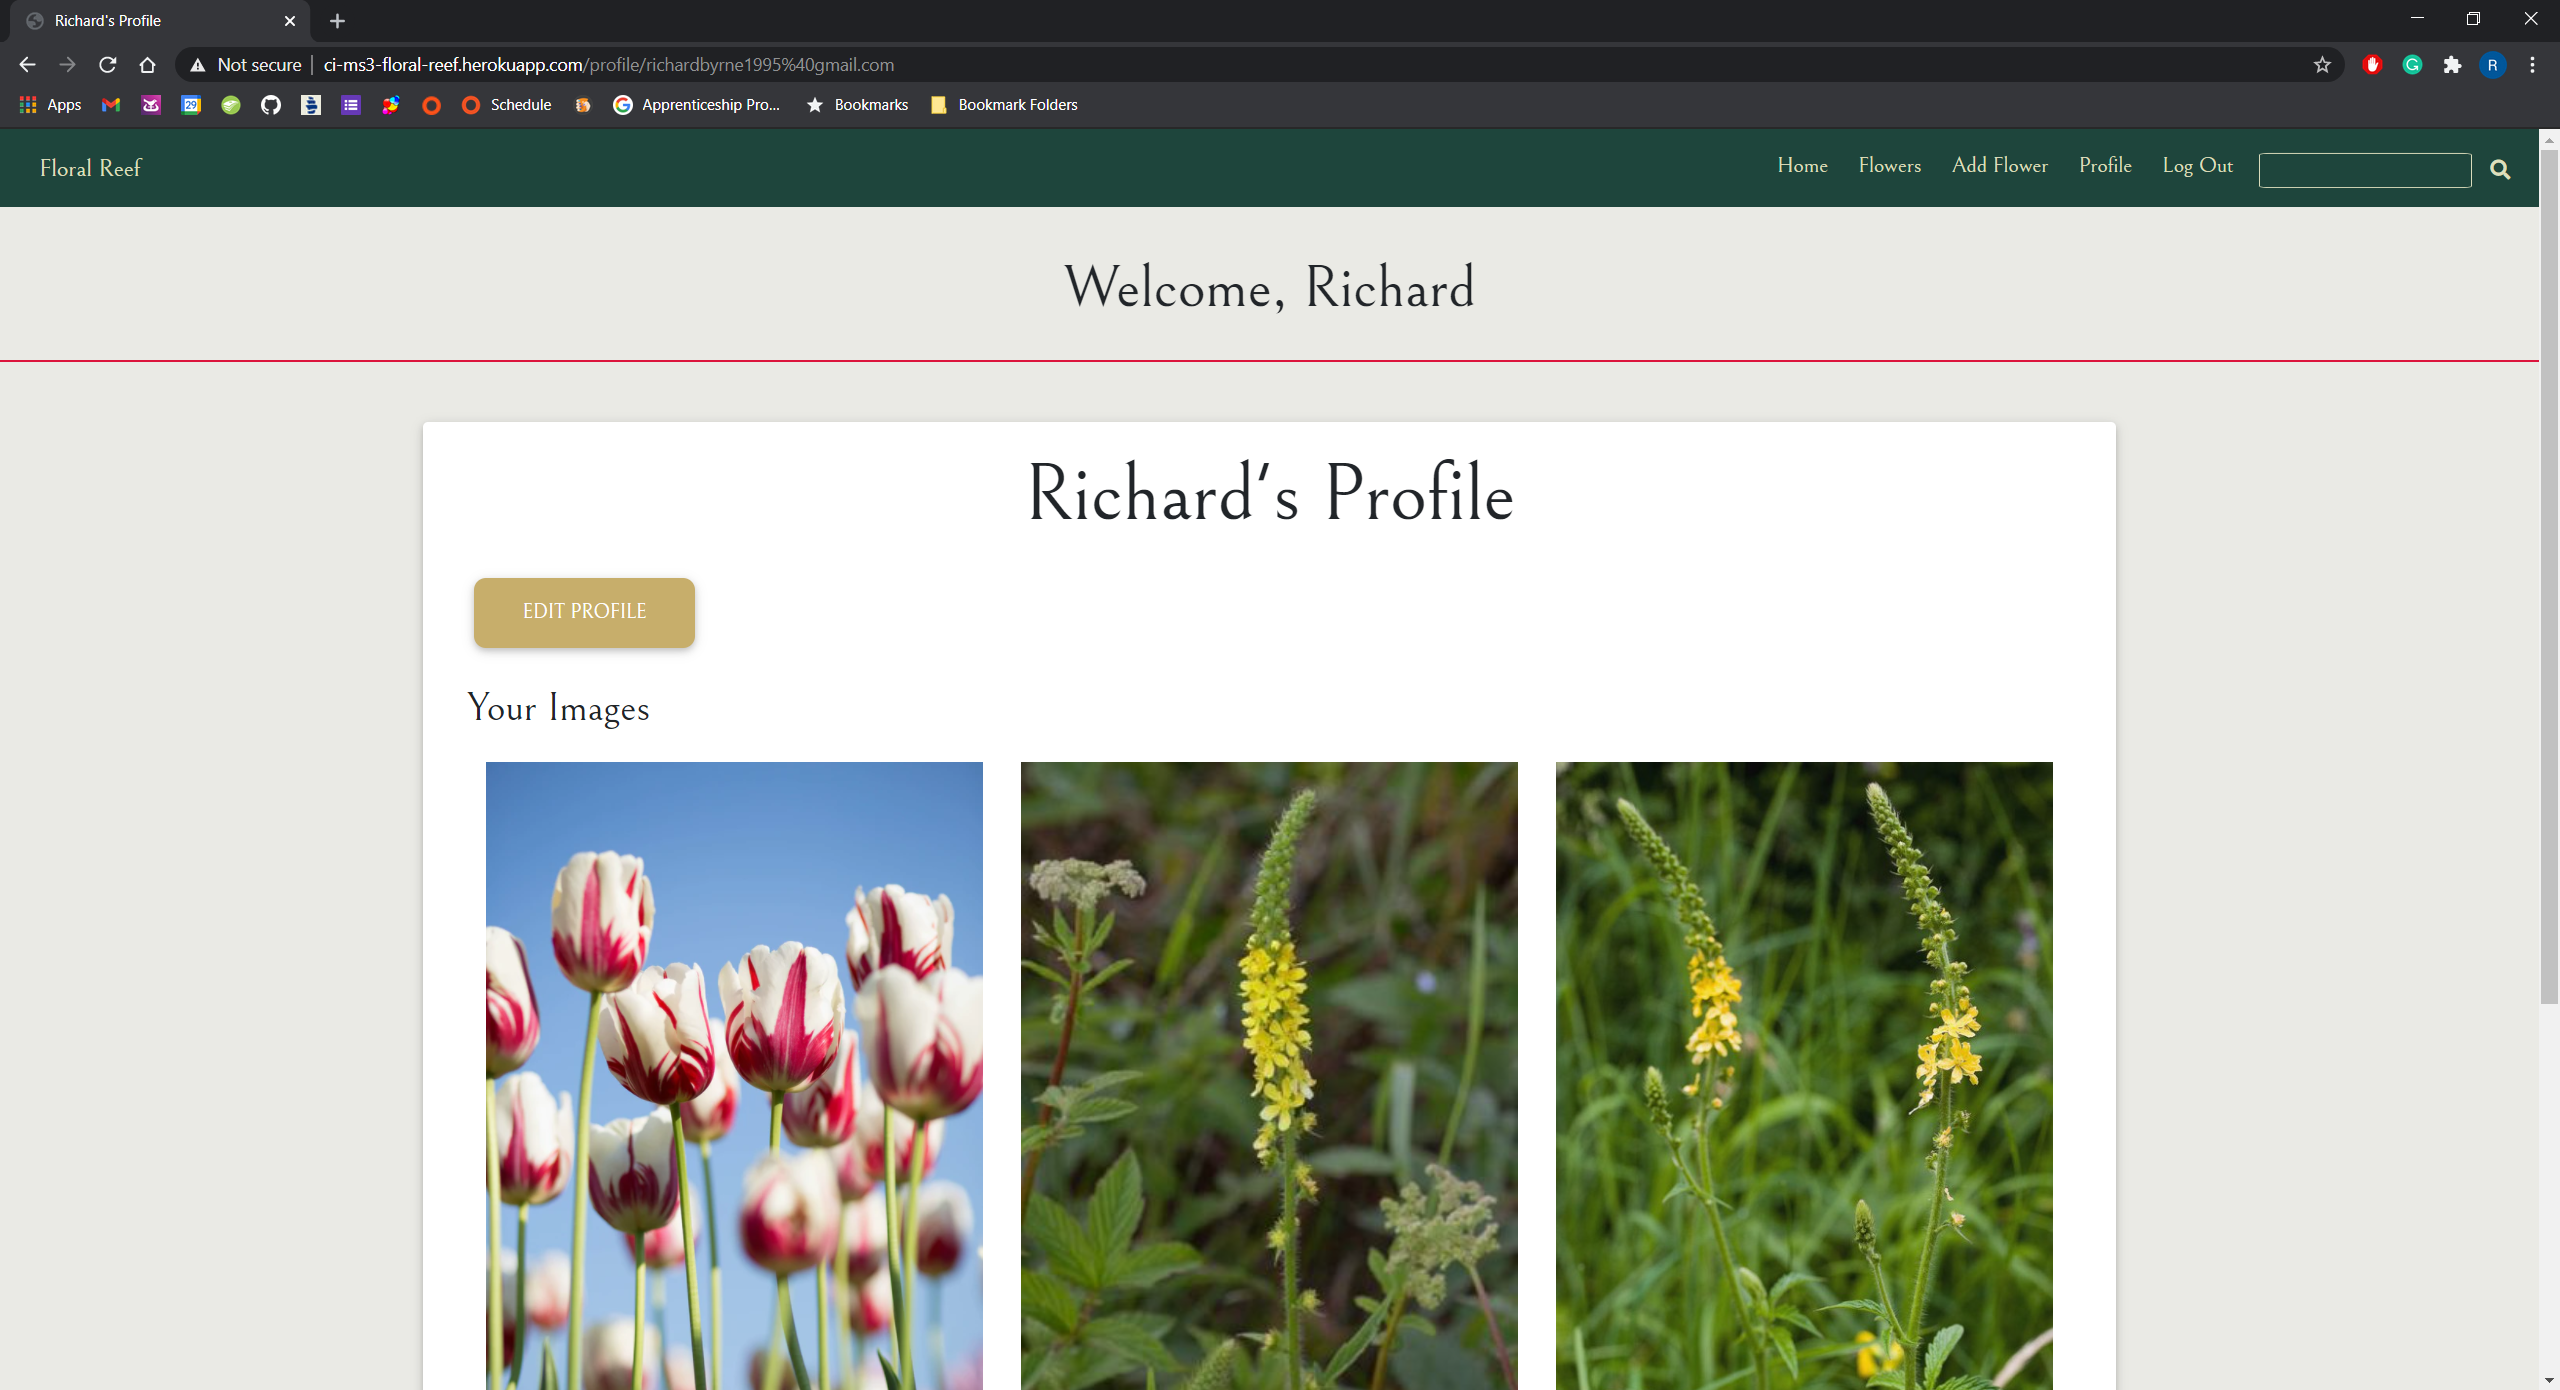 Richard's Profile
Not secure | ci-ms3-floral-reef.herokuapp.com/profile/richardbyrne1995%40gmail.com
R
Apps
29
Schedule
Apprenticeship Pro...
Bookmarks
Bookmark Folders
Floral Reef
Home
Flowers
Add Flower
Profile
Log Out
Welcome, Richard
Richard's Profile
EDIT PROFILE
Your Images